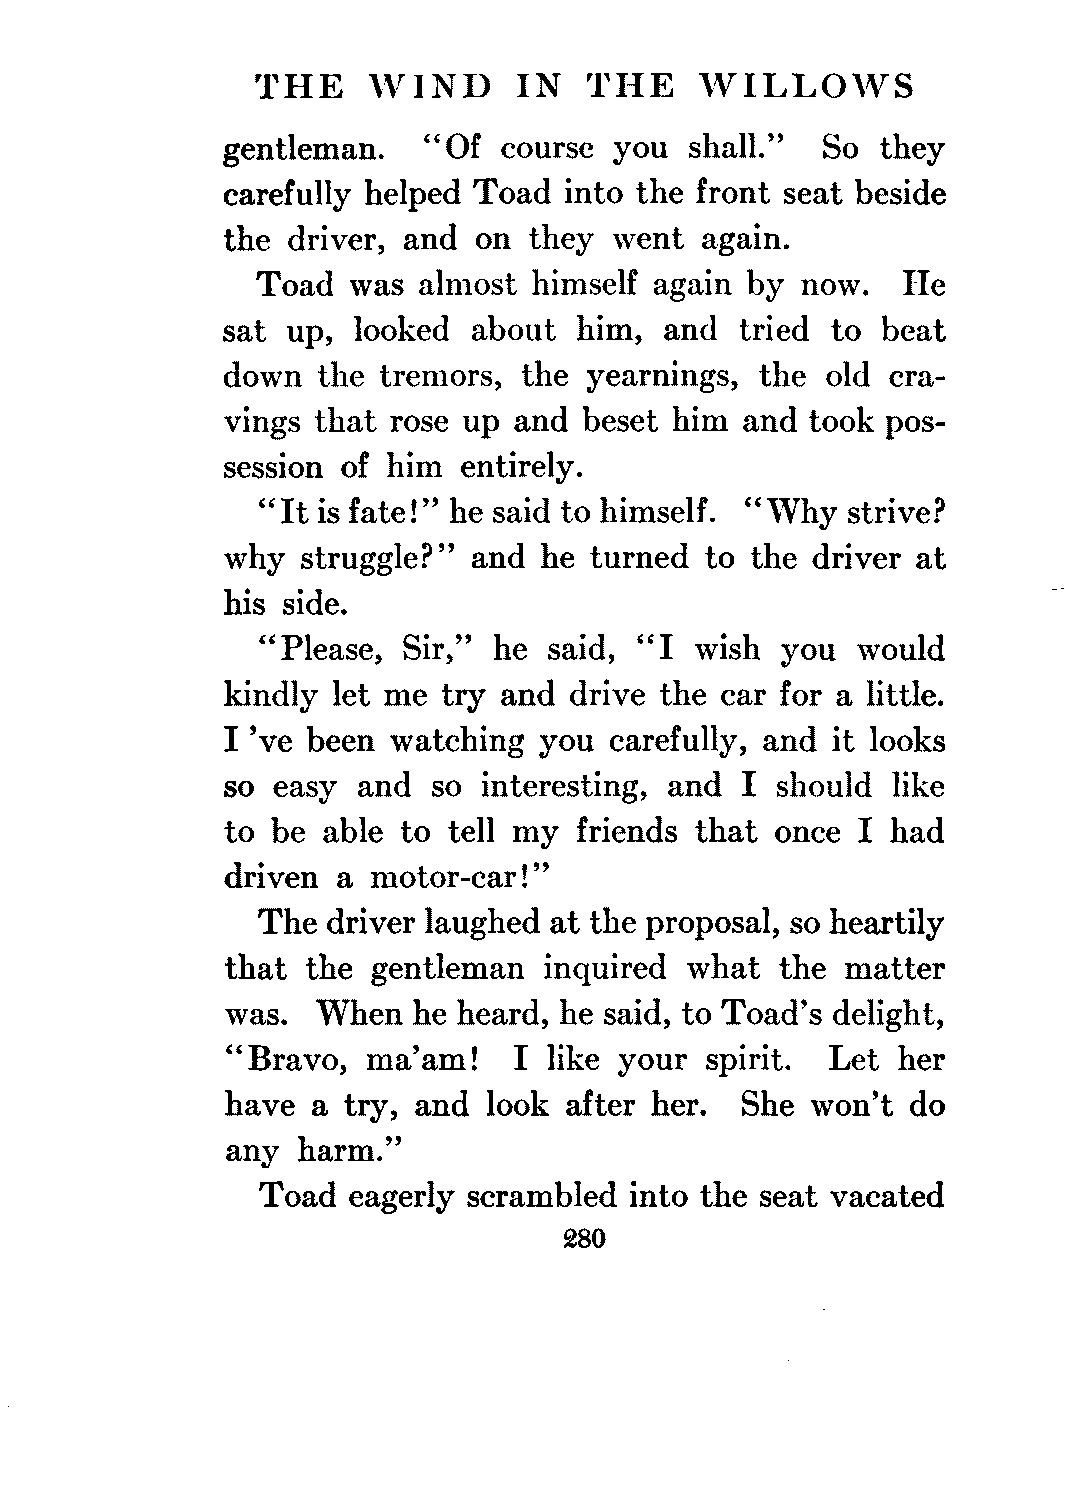 THE WIND IN THE WILLOWS
gentleman. “Of course you shall.” So they
carefully helped Toad into the front seat beside
the driver, and on they went again.
Toad was almost himself again by now. He
sat up, looked about him, and tried to beat
down the tremors, the yearnings, the old cra-
vings that rose up and beset him and took pos-
session of him entirely.
“It is fate!” he said to himself. “Why strive?
why struggle?” and he turned to the driver at
his side.
“Please, Sir,” he said, “I wish you would
kindly let me try and drive the car for a little.
I ’ve been watching you carefully, and it looks
so easy and so interesting, and I should like
to be able to tell my friends that once I had
driven a motor-car!”
The driver laughed at the proposal, so heartily
that the gentleman inquired what the matter
was. When he heard, he said, to Toad’s delight,
“Bravo, ma’am! I like your spirit. Let her
have a try, and look after her. She won’t do
any harm.”
Toad eagerly scrambled into the seat vacated
280